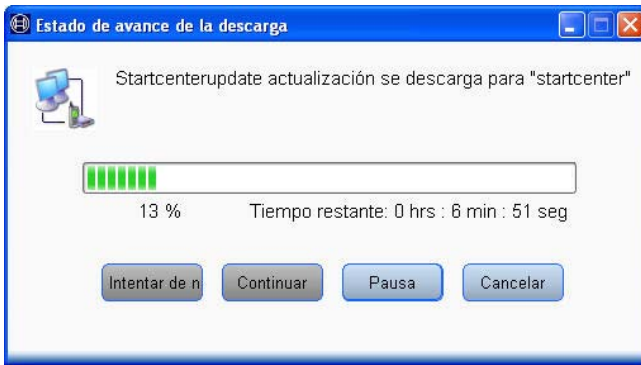 Estado de avance de la descarga
Startcenterupdate actualización se descarga para "startcenter"
13 % Tiempo restante: 0 hrs : 6 min : 51 seg
Intentar de n Continuar Pausa Cancelar